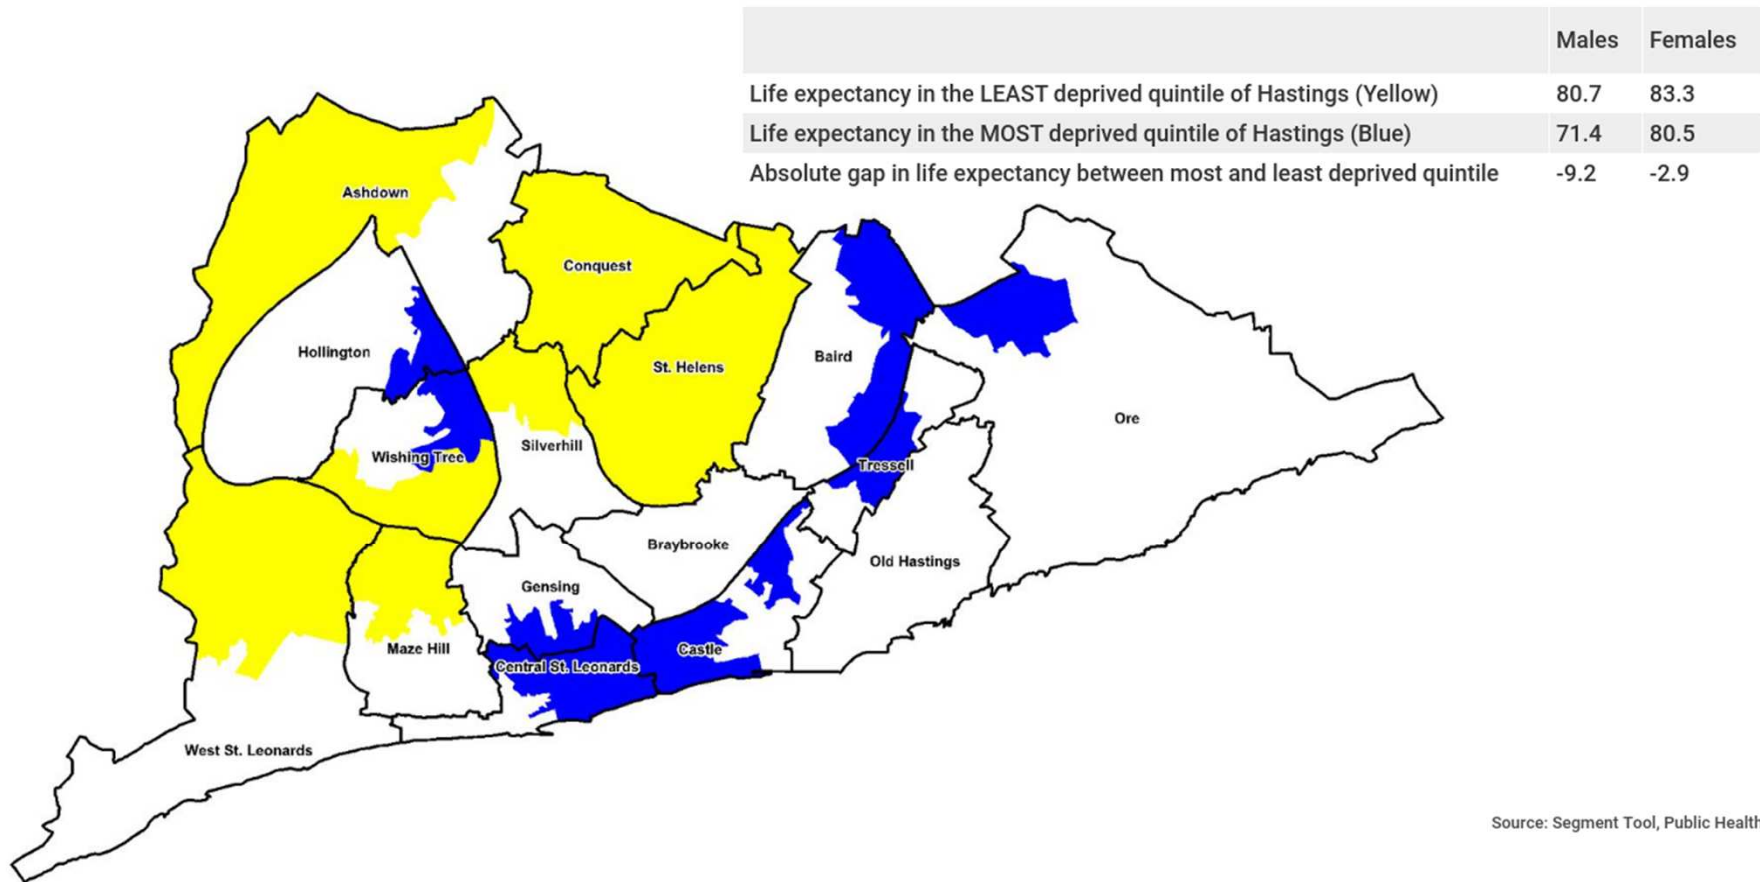 Males Females
Life expectancy in the LEAST deprived quintile of Hastings (Yellow) 80.7 83.3
Life expectancy in the MOST deprived quintile of Hastings (Blue) 71.4 80.5
Absolute gap in life expectancy between most and least deprived quintile -9.2 -2.9
Ashdown
Conquest
Hollington
St. Helens
Baird
Ore
Silverhill
Wishing Tree
Tressell
Braybrooke
Old Hastings
Gensing
Maze Hill
Castle
Central St. Leonards
West St. Leonards
Source: Segment Tool, Public Health